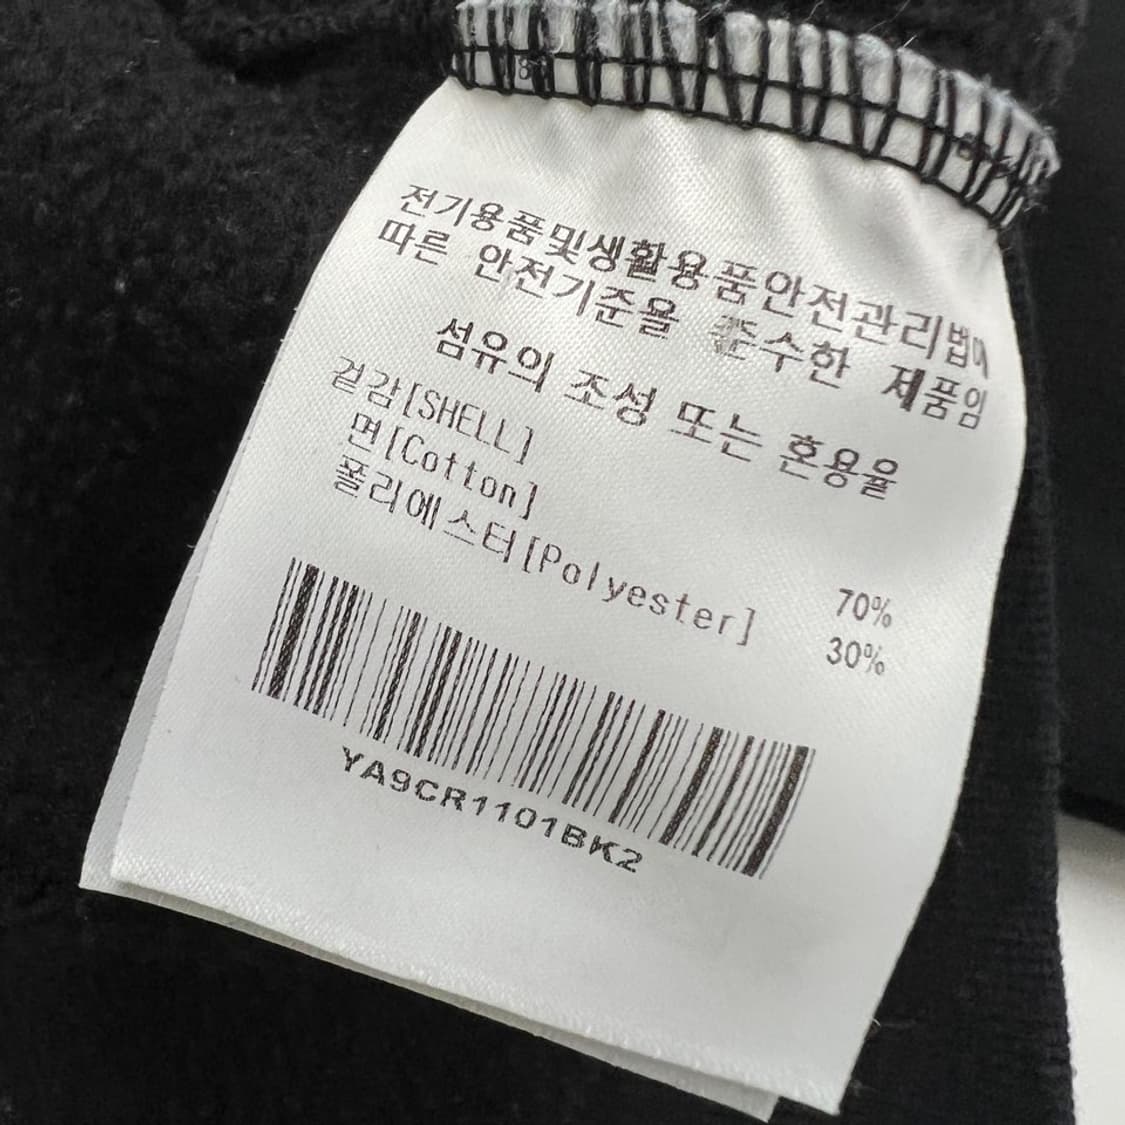 전기용품및생활용품안전관리법에
따른 안전기준을 준수한 제품임
섬유의 조성 또는 혼용율
겉감[SHELL]
면[Cotton] 70%
폴리에스터[Polyester] 30%
YA9CR1101BK2